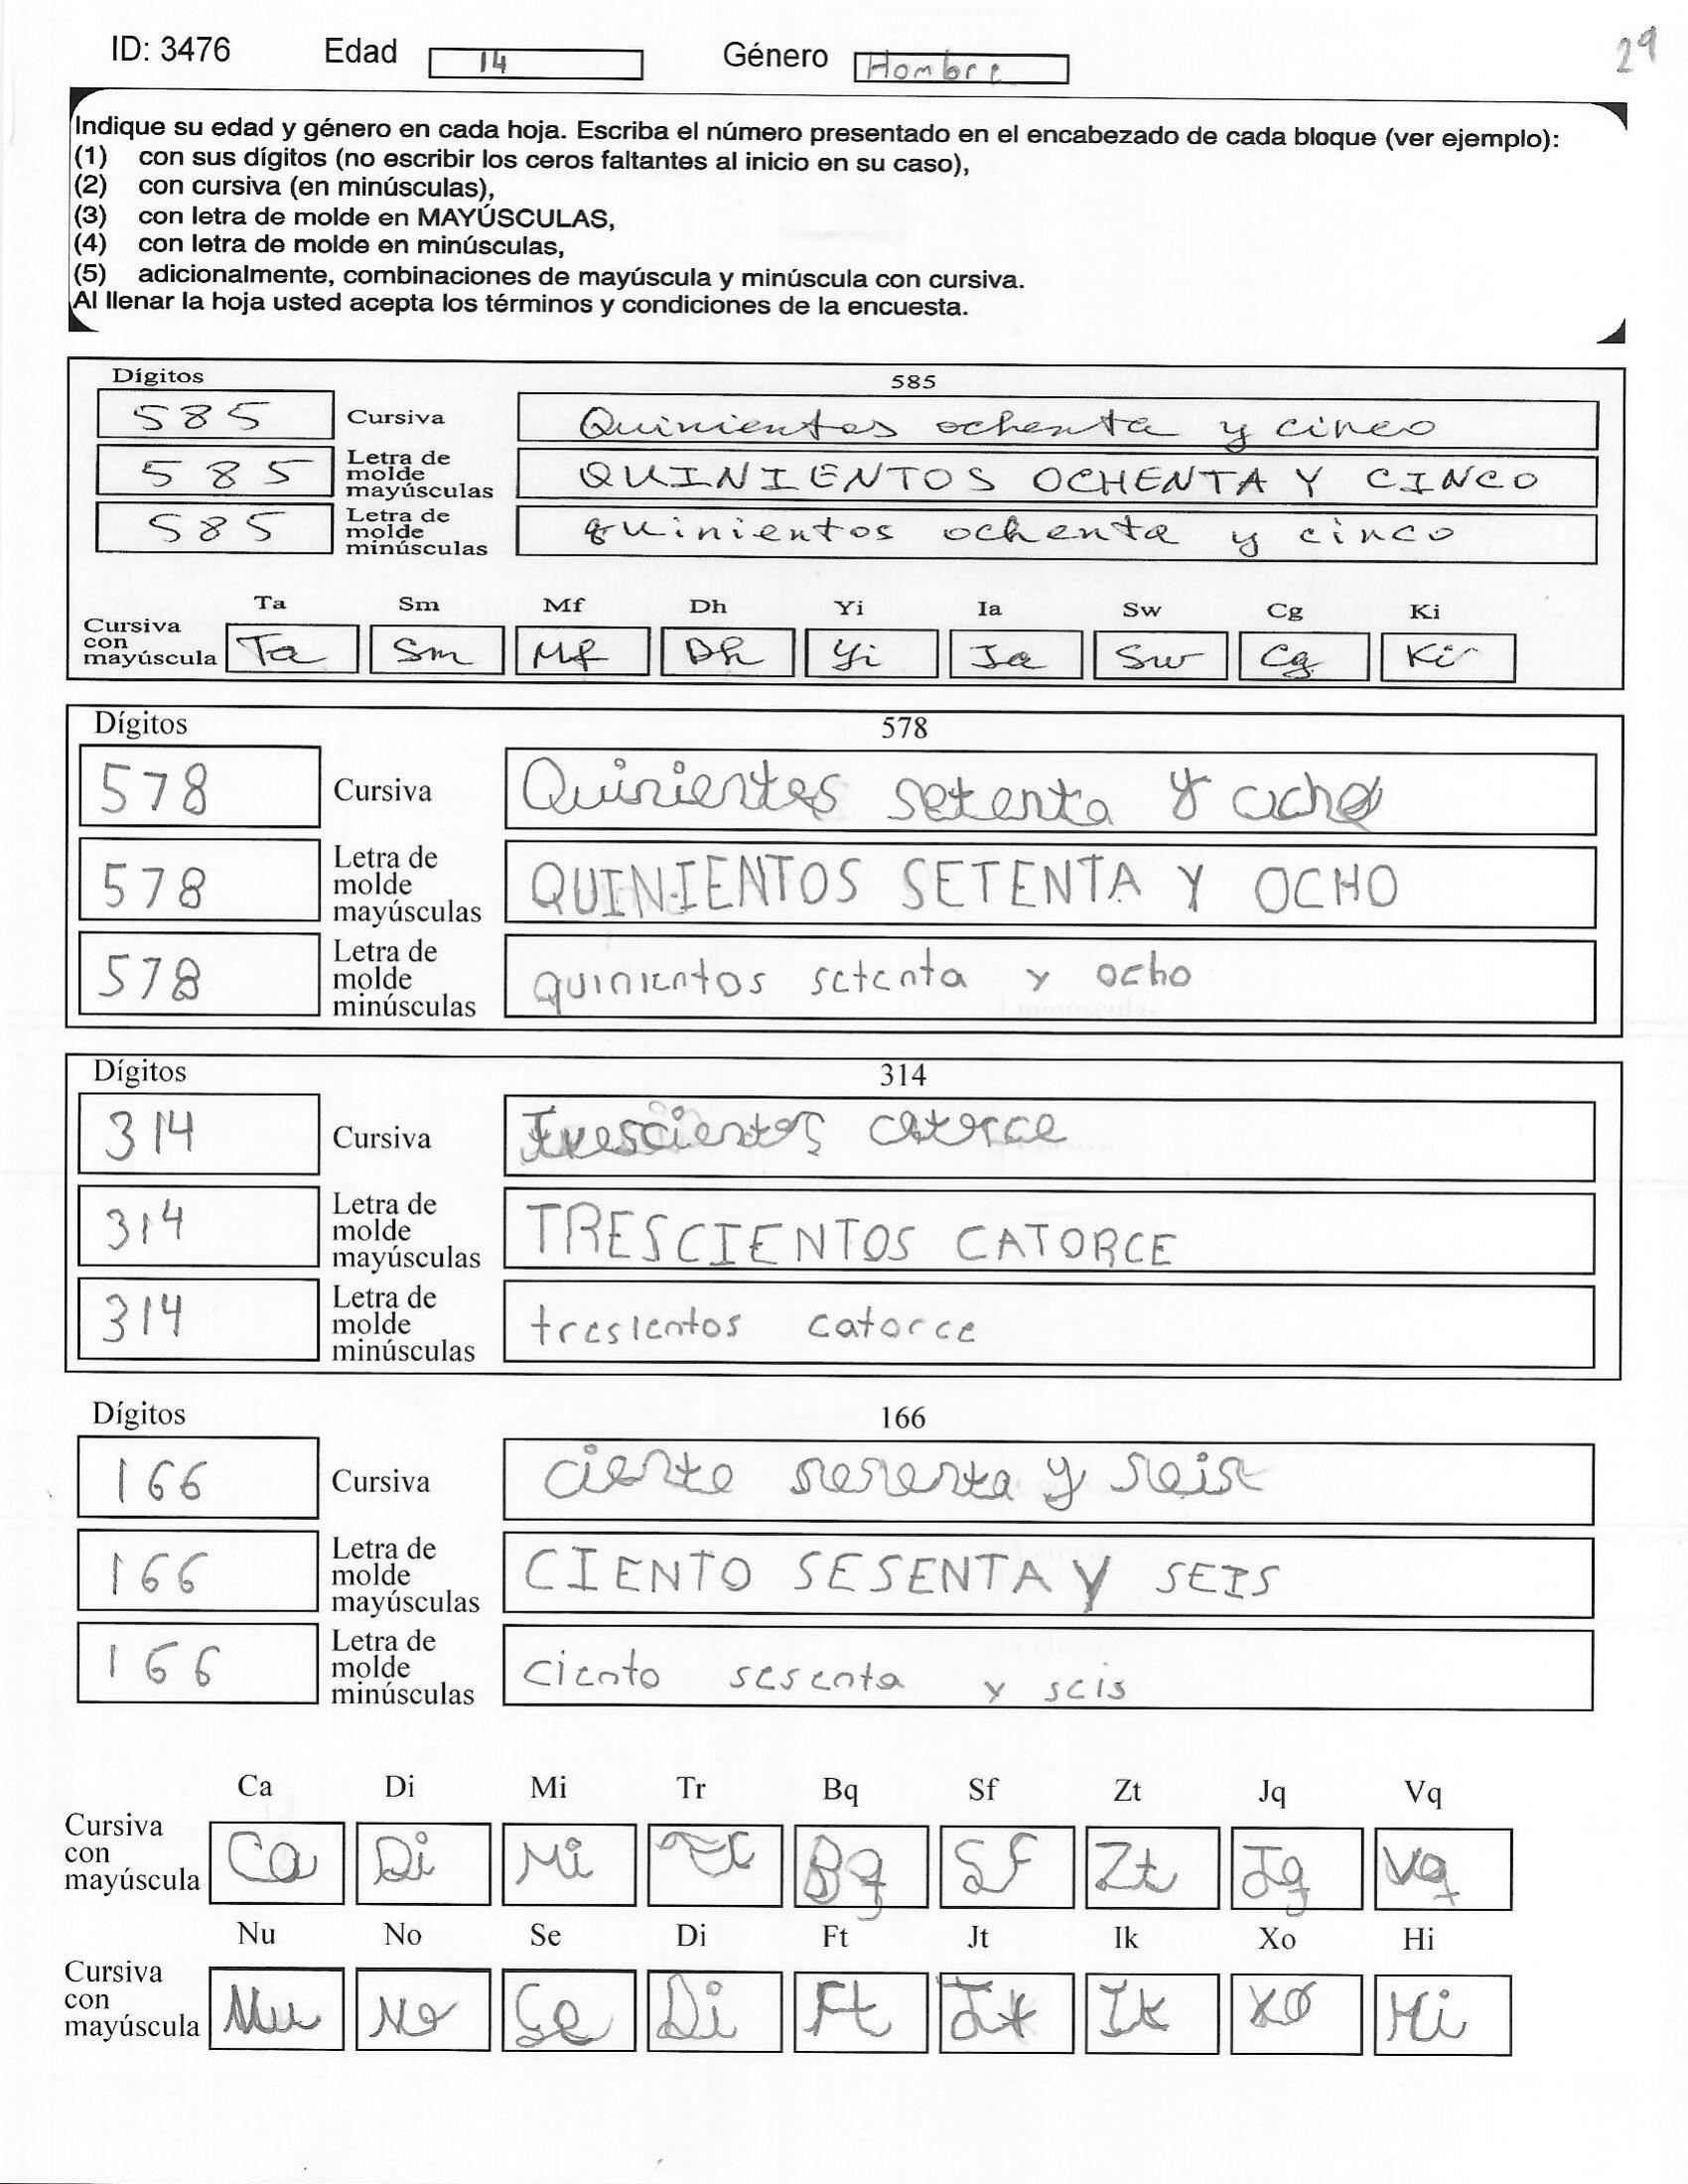 ID: 3476 Edad 14 Género Hombre 29
Indique su edad y género en cada hoja. Escriba el número presentado en el encabezado de cada bloque (ver ejemplo):
(1) con sus dígitos (no escribir los ceros faltantes al inicio en su caso),
(2) con cursiva (en minúsculas),
(3) con letra de molde en MAYÚSCULAS,
(4) con letra de molde en minúsculas,
(5) adicionalmente, combinaciones de mayúscula y minúscula con cursiva.
Al llenar la hoja usted acepta los términos y condiciones de la encuesta.
Dígitos 585
585 Cursiva Quinientos ochenta y cinco
585 Letra de molde mayúsculas QUINIENTOS OCHENTA Y CINCO
585 Letra de molde minúsculas quinientos ochenta y cinco
Ta Sm Mf Dh Yi Ia Sw Cg Ki
Cursiva con mayúscula Ta Sm Mf Dh Yi Ia Sw Cg Ki
Dígitos 578
578 Cursiva Quinientos setenta y ocho
578 Letra de molde mayúsculas QUINIENTOS SETENTA Y OCHO
578 Letra de molde minúsculas quinientos setenta y ocho
Dígitos 314
314 Cursiva Trescientos catorce
314 Letra de molde mayúsculas TRESCIENTOS CATORCE
314 Letra de molde minúsculas tresientos catorce
Dígitos 166
166 Cursiva ciento sesenta y seis
166 Letra de molde mayúsculas CIENTO SESENTA Y SEIS
166 Letra de molde minúsculas ciento sesenta y seis
Ca Di Mi Tr Bq Sf Zt Jq Vq
Cursiva con mayúscula Ca Di Mi Tr Bq Sf Zt Jq Vq
Nu No Se Di Ft Jt Ik Xo Hi
Cursiva con mayúscula Nu No Se Di Ft Jt Ik Xo Hi